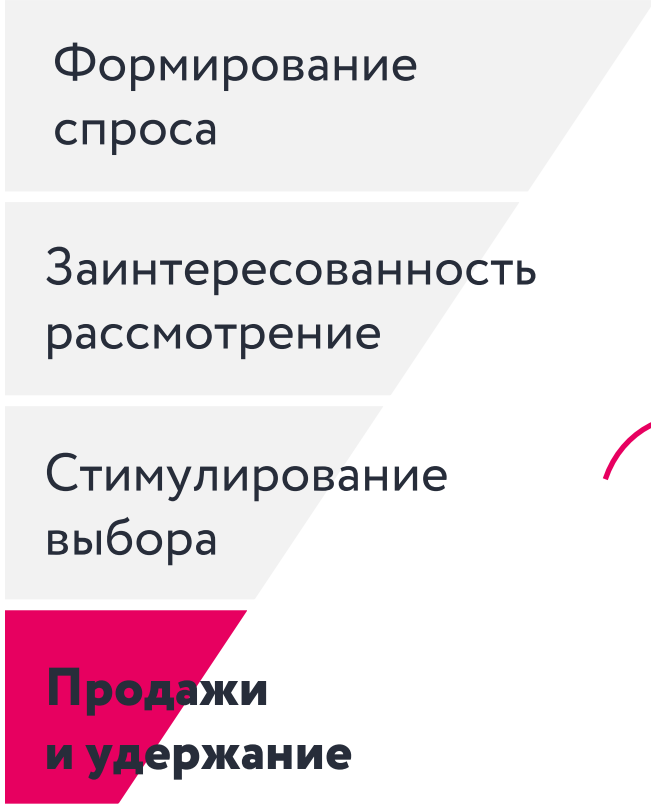 Формирование
спроса
Заинтересованность
рассмотрение
Стимулирование
выбора
Продажи
и удержание